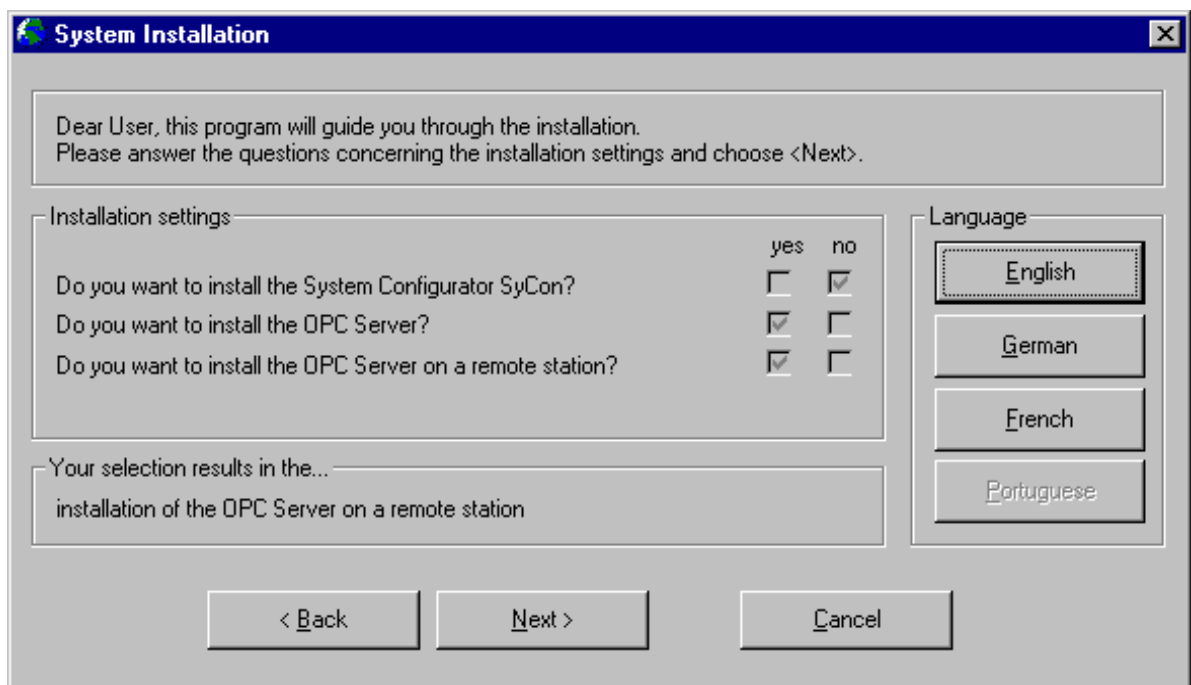 System Installation
Dear User, this program will guide you through the installation.
Please answer the questions concerning the installation settings and choose <Next>.
Installation settings
yes no
Do you want to install the System Configurator SyCon?
Do you want to install the OPC Server?
Do you want to install the OPC Server on a remote station?
Your selection results in the...
installation of the OPC Server on a remote station
Language
English
German
French
Portuguese
< Back
Next >
Cancel